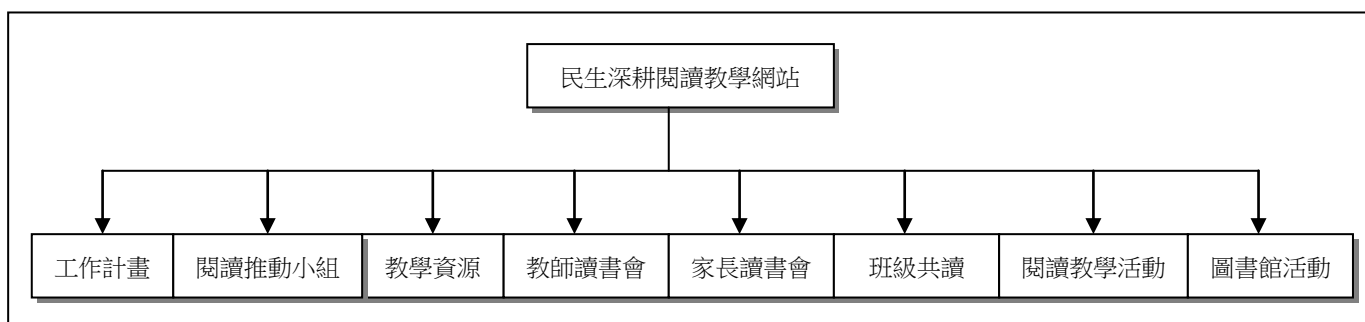 民生深耕閱讀教學網站
工作計畫
閱讀推動小組
教學資源
教師讀書會
家長讀書會
班級共讀
閱讀教學活動
圖書館活動